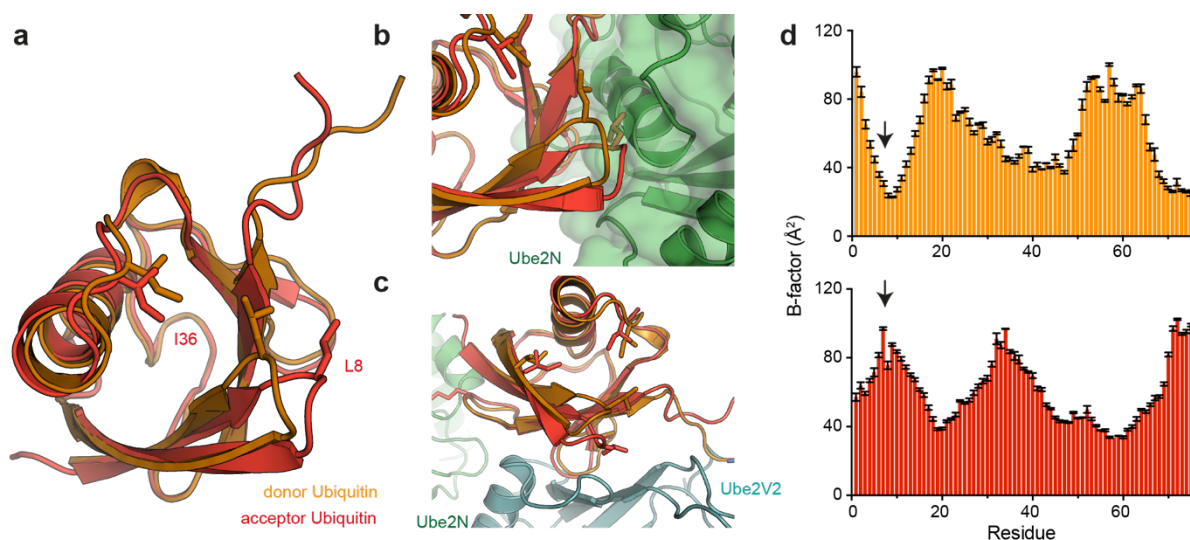 a
I36
L8
donor Ubiquitin
acceptor Ubiquitin
b
Ube2N
c
Ube2V2
Ube2N
d
120
80
40
0
0 20 40 60
B-factor (Å²)
120
80
40
0
0 20 40 60
Residue